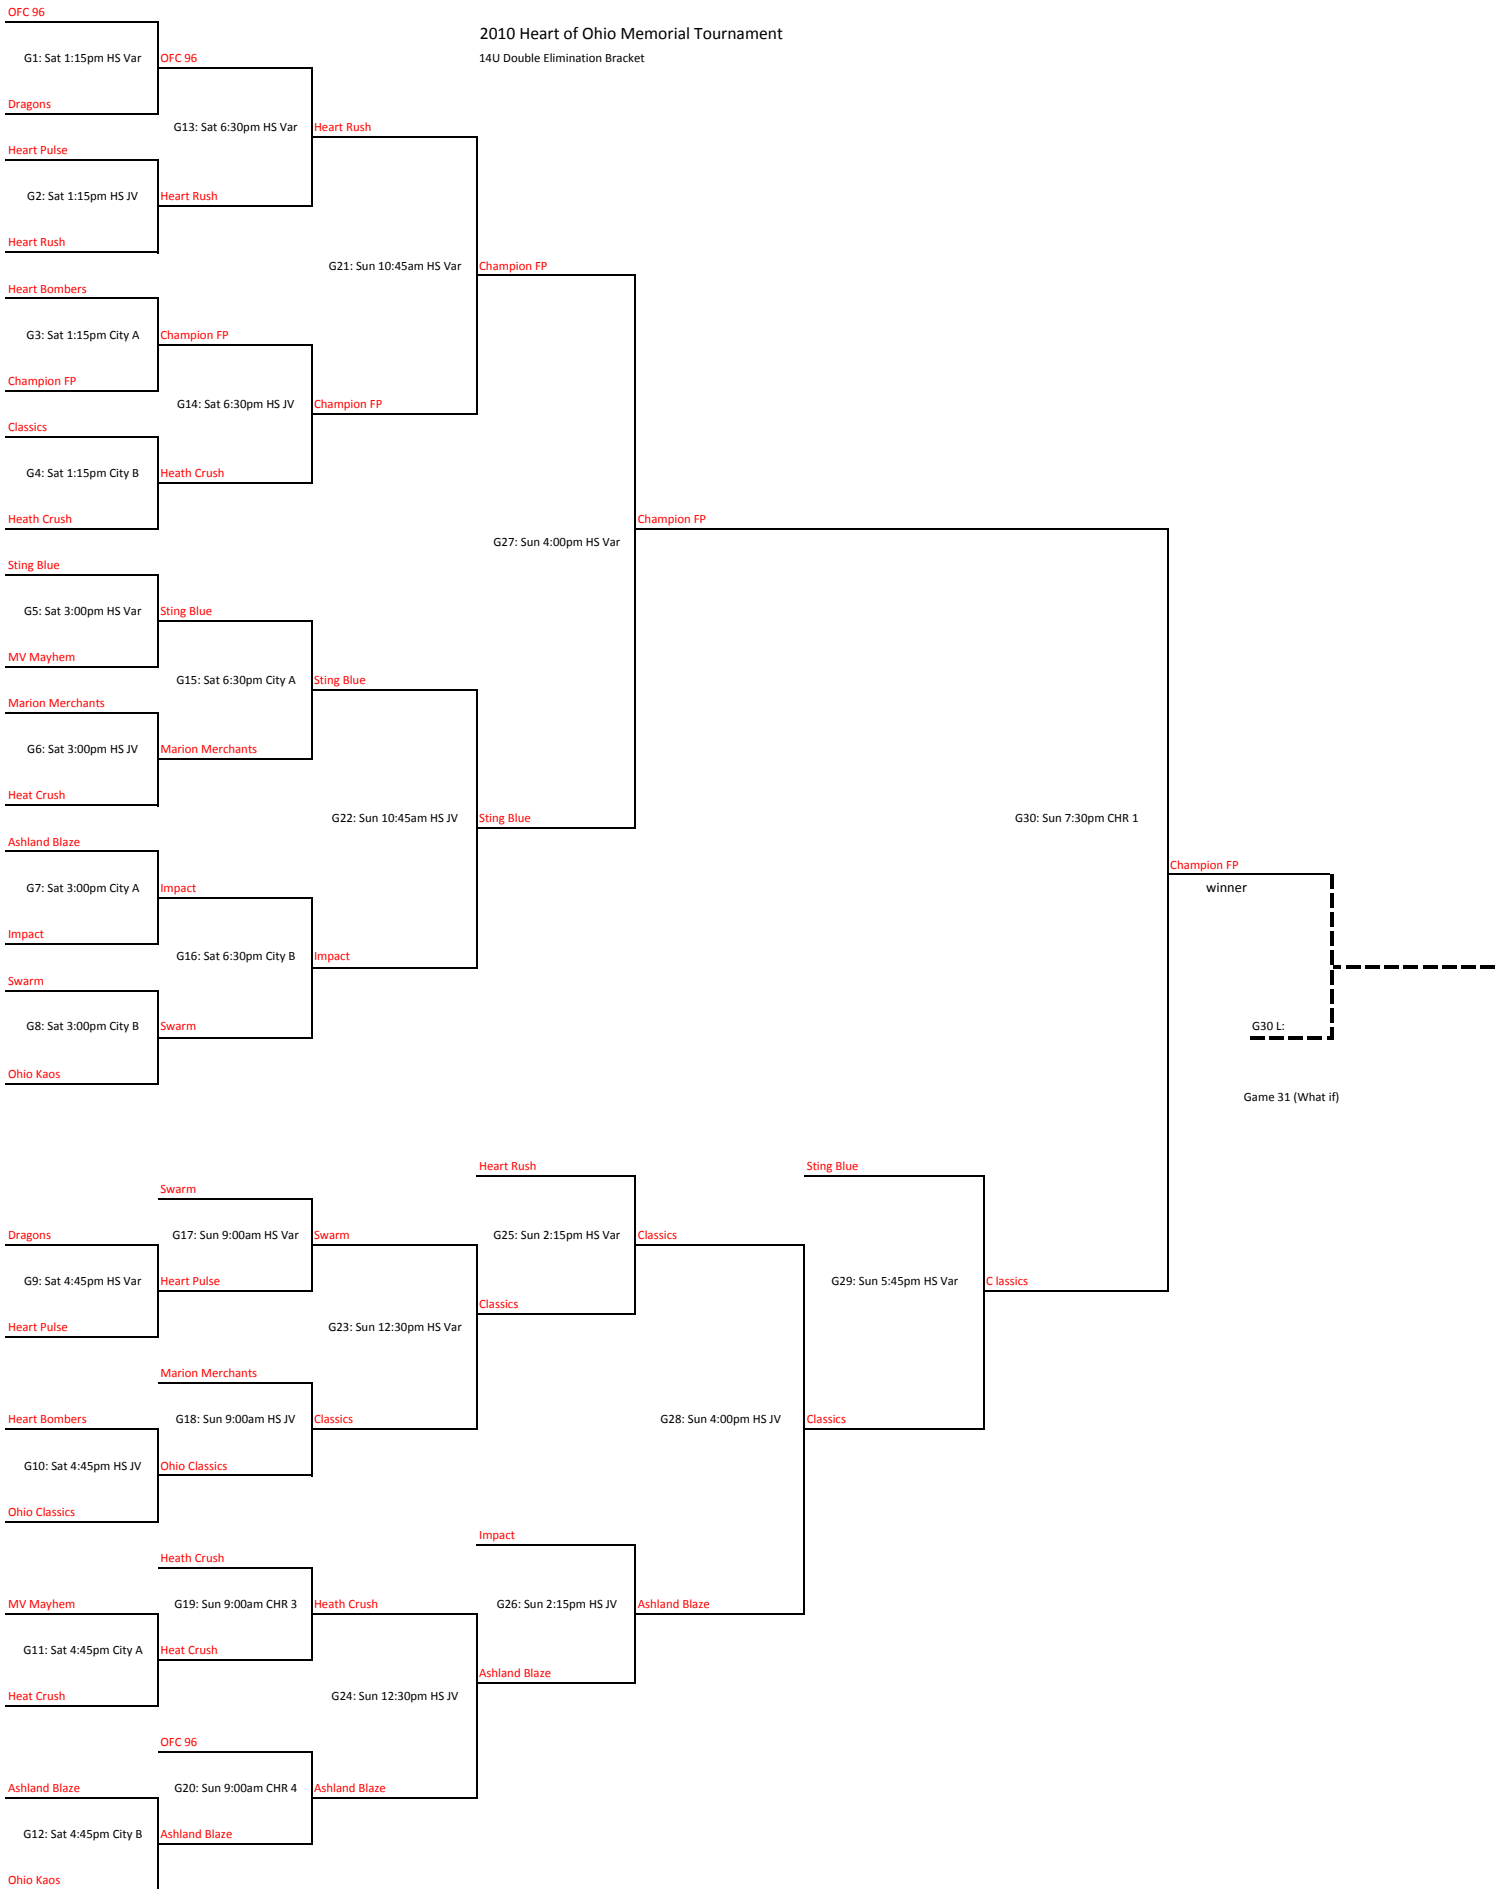 OFC 96
2010 Heart of Ohio Memorial Tournament
G1: Sat 1:15pm HS Var
OFC 96
14U Double Elimination Bracket
Dragons
G13: Sat 6:30pm HS Var
Heart Rush
Heart Pulse
G2: Sat 1:15pm HS JV
Heart Rush
Heart Rush
G21: Sun 10:45am HS Var
Champion FP
Heart Bombers
G3: Sat 1:15pm City A
Champion FP
Champion FP
G14: Sat 6:30pm HS JV
Champion FP
Classics
G4: Sat 1:15pm City B
Heath Crush
Heath Crush
Champion FP
G27: Sun 4:00pm HS Var
Sting Blue
G5: Sat 3:00pm HS Var
Sting Blue
MV Mayhem
G15: Sat 6:30pm City A
Sting Blue
Marion Merchants
G6: Sat 3:00pm HS JV
Marion Merchants
Heat Crush
G22: Sun 10:45am HS JV
Sting Blue
G30: Sun 7:30pm CHR 1
Ashland Blaze
Champion FP
G7: Sat 3:00pm City A
Impact
winner
Impact
G16: Sat 6:30pm City B
Impact
Swarm
G8: Sat 3:00pm City B
Swarm
G30 L:
Ohio Kaos
Game 31 (What if)
Heart Rush
Sting Blue
Swarm
Dragons
G17: Sun 9:00am HS Var
Swarm
G25: Sun 2:15pm HS Var
Classics
G9: Sat 4:45pm HS Var
Heart Pulse
G29: Sun 5:45pm HS Var
C lassics
Classics
Heart Pulse
G23: Sun 12:30pm HS Var
Marion Merchants
Heart Bombers
G18: Sun 9:00am HS JV
Classics
G28: Sun 4:00pm HS JV
Classics
G10: Sat 4:45pm HS JV
Ohio Classics
Ohio Classics
Impact
Heath Crush
MV Mayhem
G19: Sun 9:00am CHR 3
Heath Crush
G26: Sun 2:15pm HS JV
Ashland Blaze
G11: Sat 4:45pm City A
Heat Crush
Ashland Blaze
Heat Crush
G24: Sun 12:30pm HS JV
OFC 96
Ashland Blaze
G20: Sun 9:00am CHR 4
Ashland Blaze
G12: Sat 4:45pm City B
Ashland Blaze
Ohio Kaos